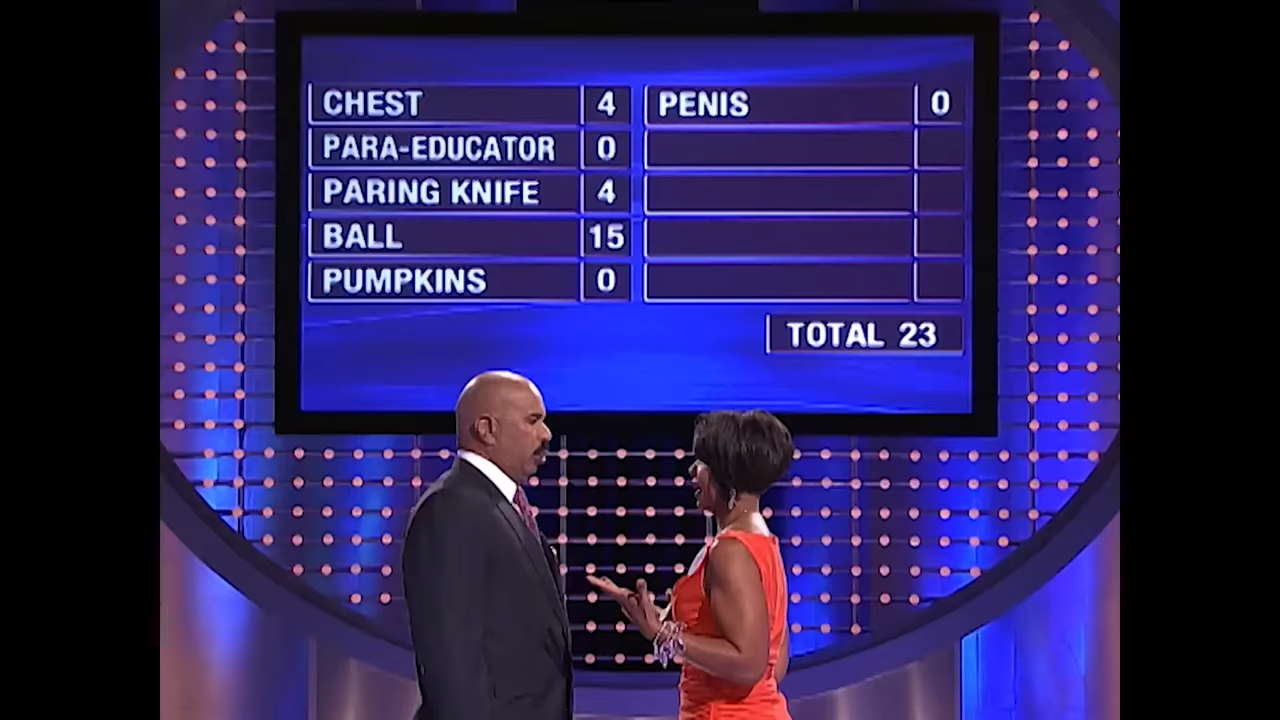 CHEST 4
PARA-EDUCATOR 0
PARING KNIFE 4
BALL 15
PUMPKINS 0
PENIS 0
TOTAL 23